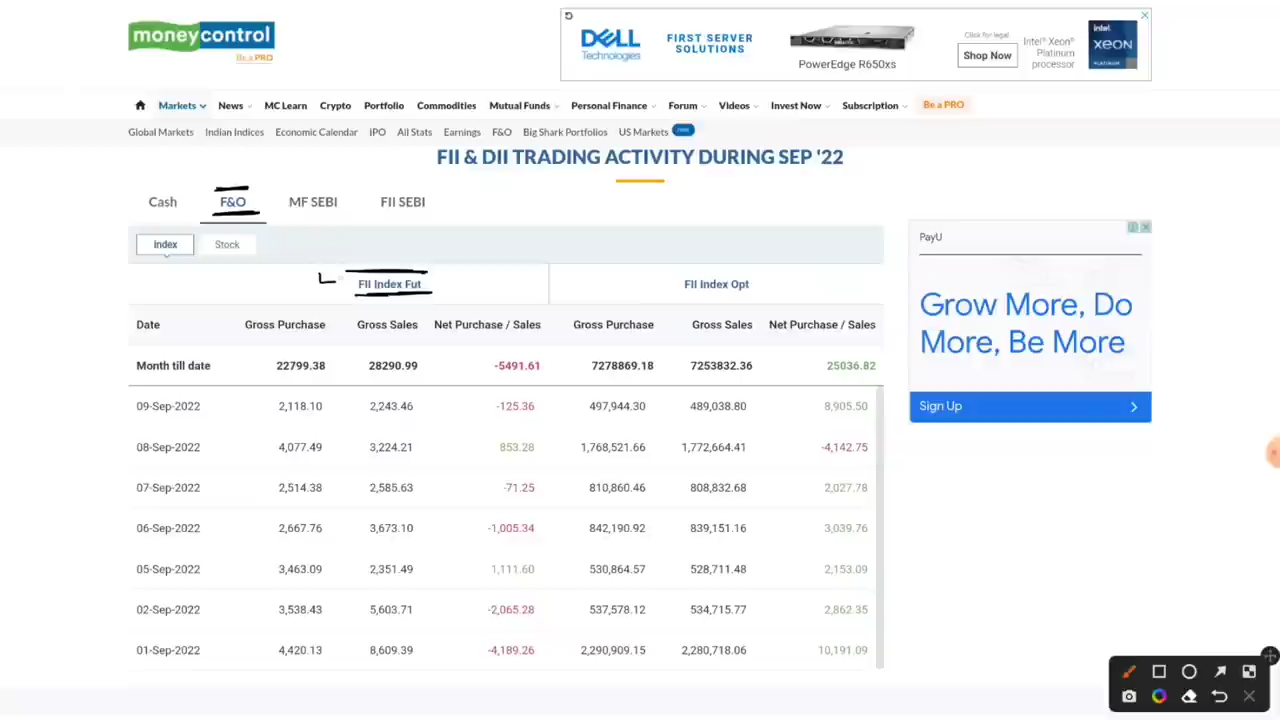 moneycontrol
Be a PRO
DELL Technologies
FIRST SERVER SOLUTIONS
PowerEdge R650xs
Click for legal
Shop Now
Intel® Xeon® Platinum processor
intel XEON PLATINUM
Markets News MC Learn Crypto Portfolio Commodities Mutual Funds Personal Finance Forum Videos Invest Now Subscription Be a PRO
Global Markets Indian Indices Economic Calendar IPO All Stats Earnings F&O Big Shark Portfolios US Markets
FII & DII TRADING ACTIVITY DURING SEP '22
Cash F&O MF SEBI FII SEBI
Index Stock
FII Index Fut FII Index Opt
Date Gross Purchase Gross Sales Net Purchase / Sales Gross Purchase Gross Sales Net Purchase / Sales
Month till date 22799.38 28290.99 -5491.61 7278869.18 7253832.36 25036.82
09-Sep-2022 2,118.10 2,243.46 -125.36 497,944.30 489,038.80 8,905.50
08-Sep-2022 4,077.49 3,224.21 853.28 1,768,521.66 1,772,664.41 -4,142.75
07-Sep-2022 2,514.38 2,585.63 -71.25 810,860.46 808,832.68 2,027.78
06-Sep-2022 2,667.76 3,673.10 -1,005.34 842,190.92 839,151.16 3,039.76
05-Sep-2022 3,463.09 2,351.49 1,111.60 530,864.57 528,711.48 2,153.09
02-Sep-2022 3,538.43 5,603.71 -2,065.28 537,578.12 534,715.77 2,862.35
01-Sep-2022 4,420.13 8,609.39 -4,189.26 2,290,909.15 2,280,718.06 10,191.09
PayU
Grow More, Do
More, Be More
Sign Up